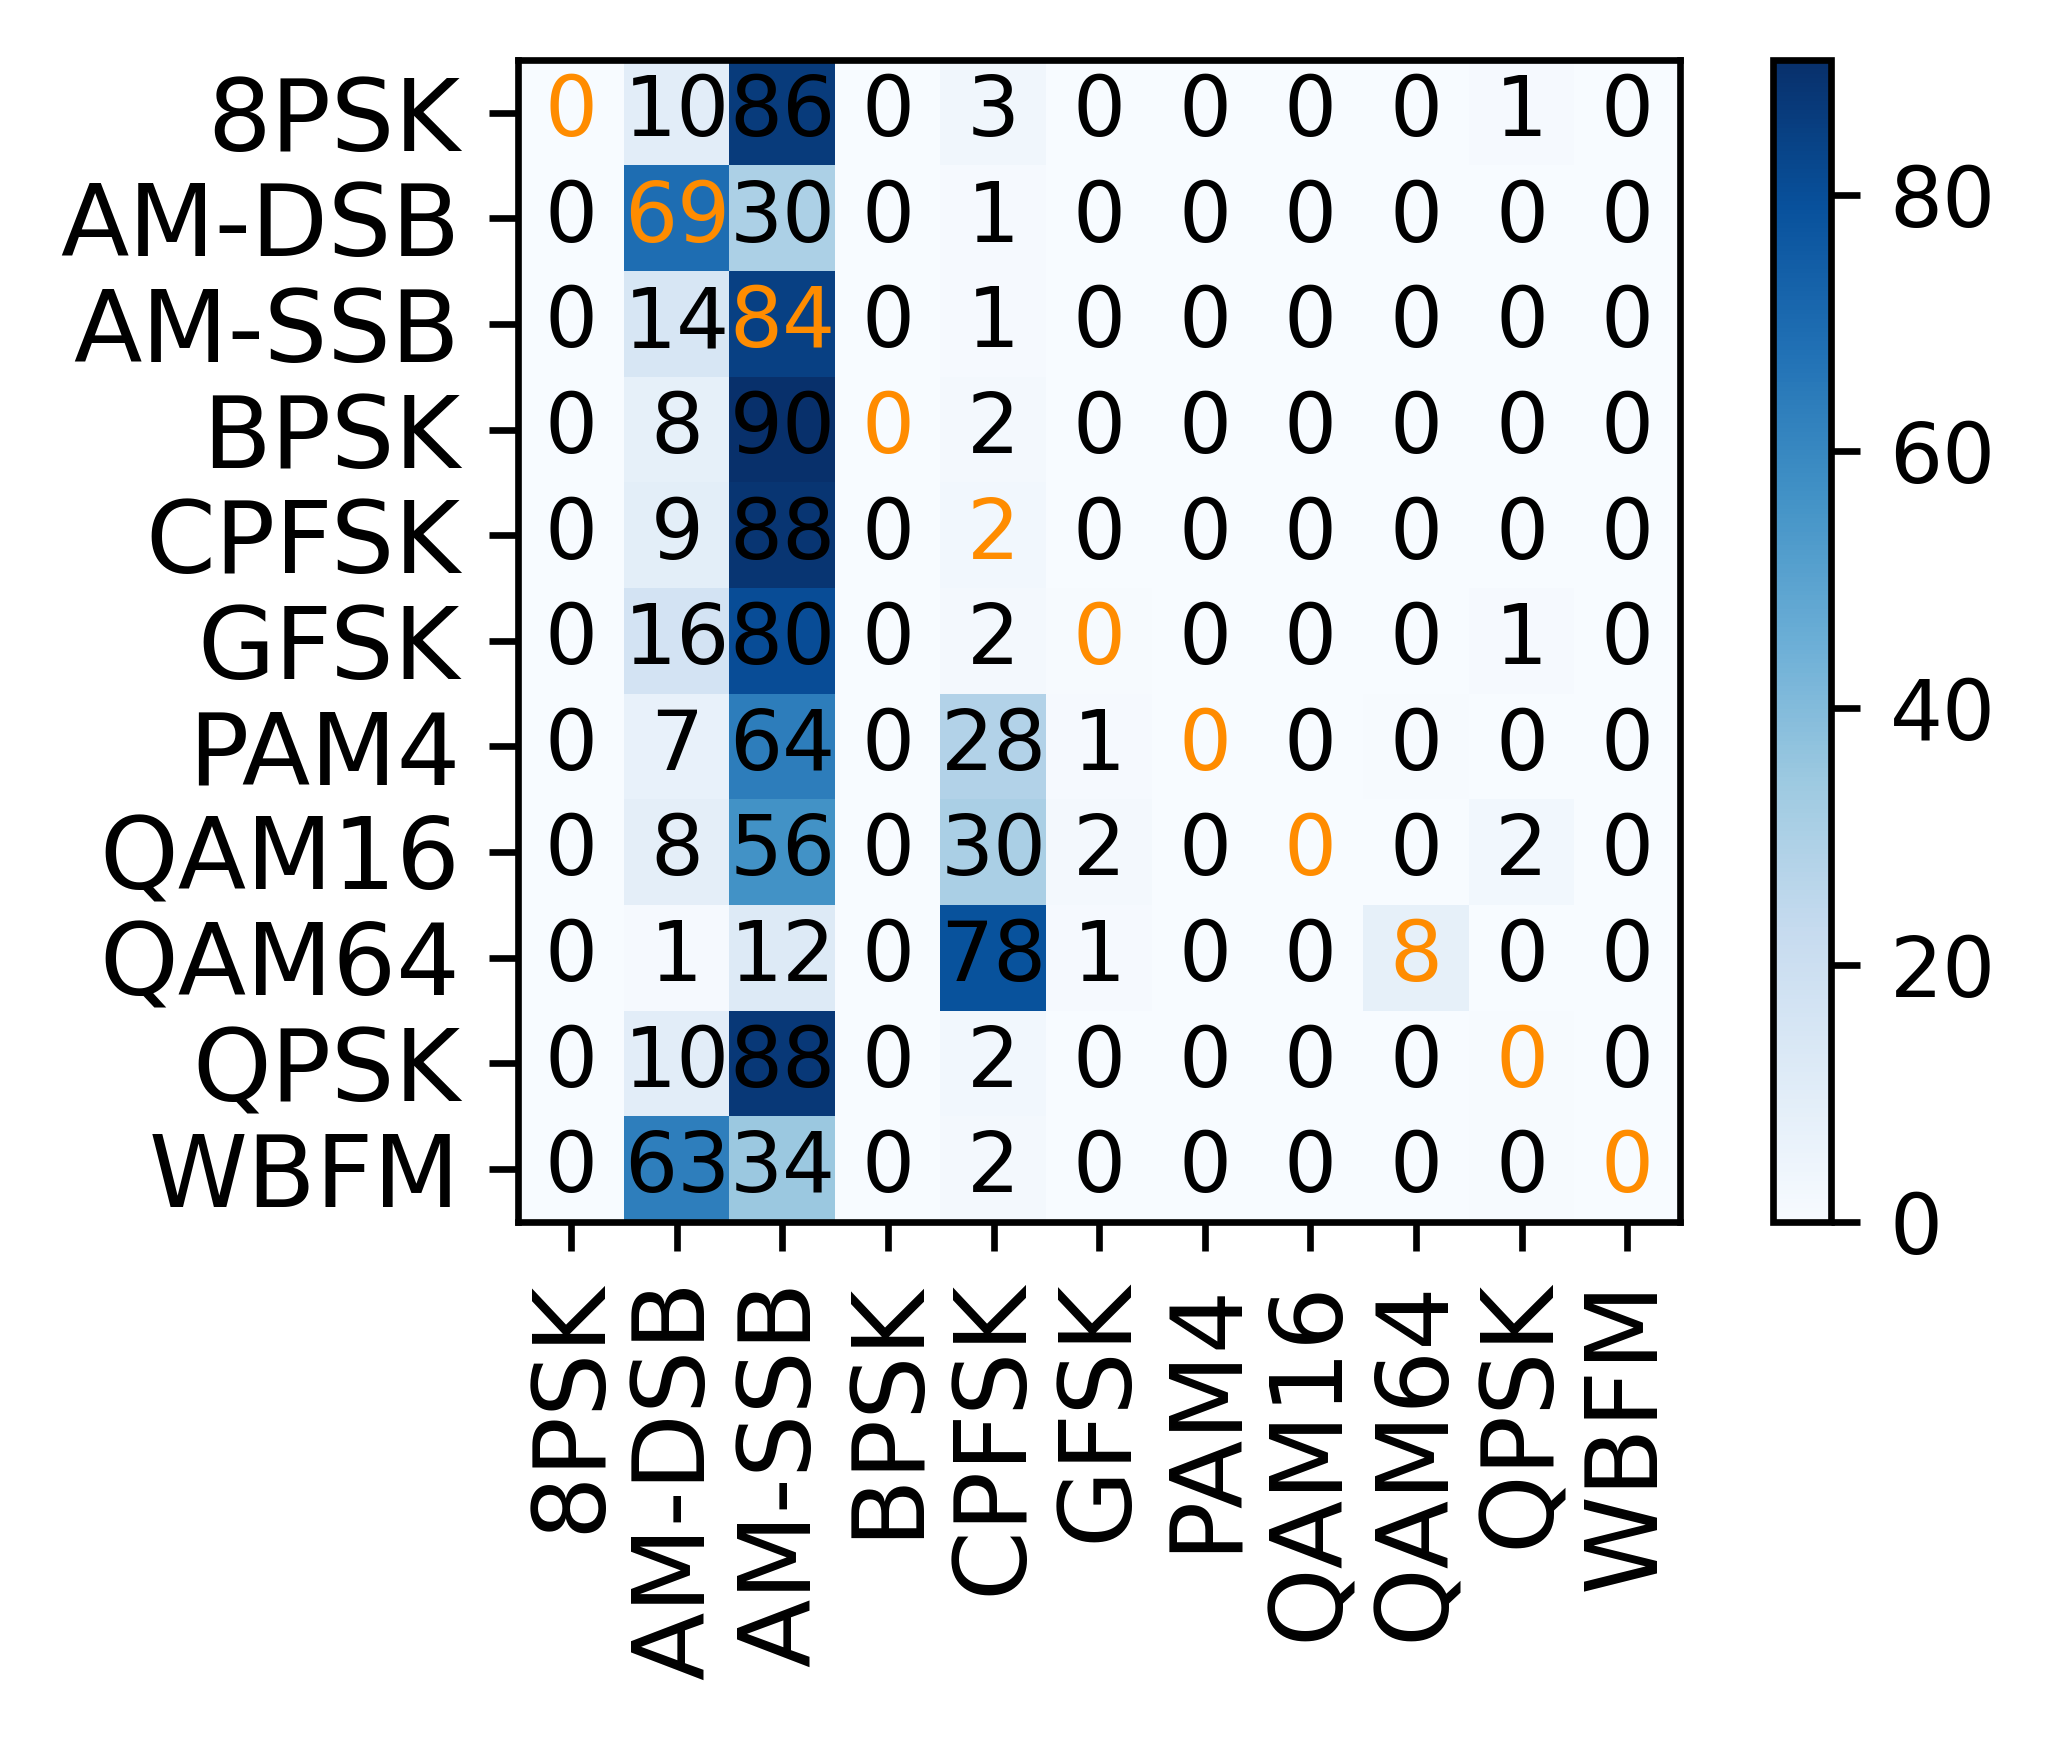 8PSK 0 10 86 0 3 0 0 0 0 1 0
AM-DSB 0 69 30 0 1 0 0 0 0 0 0
AM-SSB 0 14 84 0 1 0 0 0 0 0 0
BPSK 0 8 90 0 2 0 0 0 0 0 0
CPFSK 0 9 88 0 2 0 0 0 0 0 0
GFSK 0 16 80 0 2 0 0 0 0 1 0
PAM4 0 7 64 0 28 1 0 0 0 0 0
QAM16 0 8 56 0 30 2 0 0 0 2 0
QAM64 0 1 12 0 78 1 0 0 8 0 0
QPSK 0 10 88 0 2 0 0 0 0 0 0
WBFM 0 63 34 0 2 0 0 0 0 0 0
8PSK
AM-DSB
AM-SSB
BPSK
CPFSK
GFSK
PAM4
QAM16
QAM64
QPSK
WBFM
80
60
40
20
0